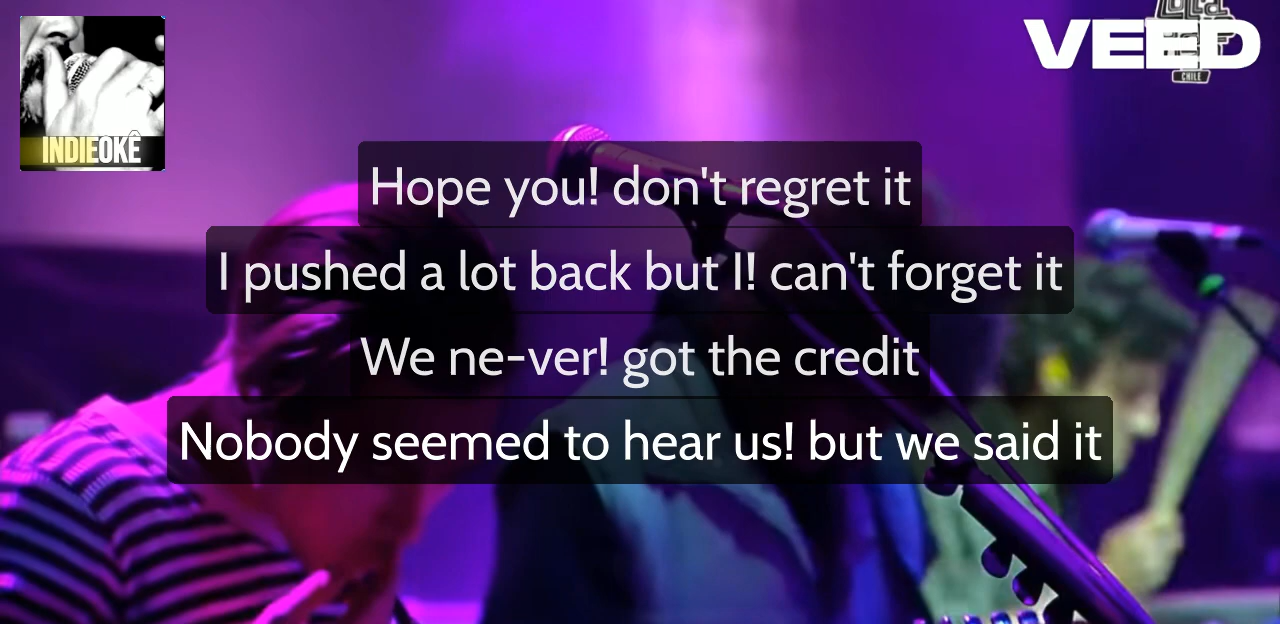 INDIEOKÊ
VEED
CHILE
Hope you! don't regret it
I pushed a lot back but I! can't forget it
We ne-ver! got the credit
Nobody seemed to hear us! but we said it